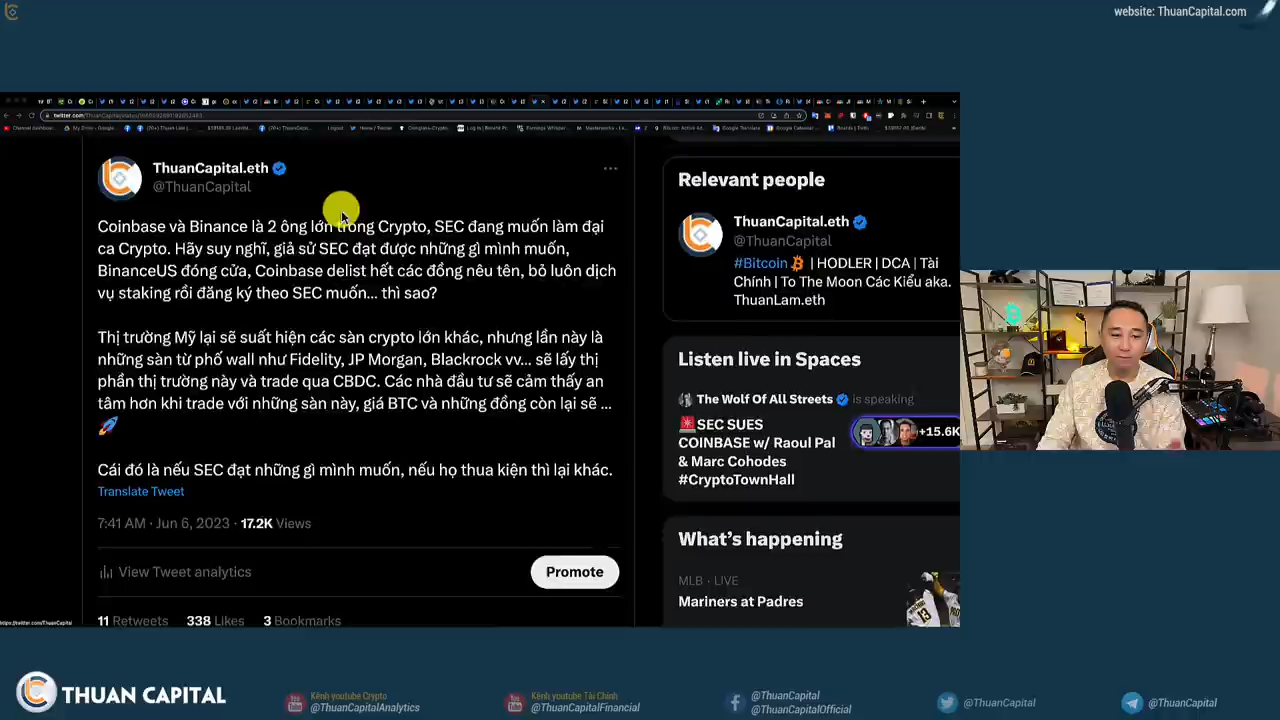 website: ThuanCapital.com
ThuanCapital.eth
@ThuanCapital
Coinbase và Binance là 2 ông lớn trong Crypto, SEC đang muốn làm đại
ca Crypto. Hãy suy nghĩ, giả sử SEC đạt được những gì mình muốn,
BinanceUS đóng cửa, Coinbase delist hết các đồng nêu tên, bỏ luôn dịch
vụ staking rồi đăng ký theo SEC muốn... thì sao?
Thị trường Mỹ lại sẽ suất hiện các sàn crypto lớn khác, nhưng lần này là
những sàn từ phố wall như Fidelity, JP Morgan, Blackrock vv... sẽ lấy thị
phần thị trường này và trade qua CBDC. Các nhà đầu tư sẽ cảm thấy an
tâm hơn khi trade với những sàn này, giá BTC và những đồng còn lại sẽ ...
🚀
Cái đó là nếu SEC đạt những gì mình muốn, nếu họ thua kiện thì lại khác.
Translate Tweet
7:41 AM · Jun 6, 2023 · 17.2K Views
View Tweet analytics
Promote
11 Retweets 338 Likes 3 Bookmarks
Relevant people
ThuanCapital.eth
@ThuanCapital
#Bitcoin | HODLER | DCA | Tài
Chính | To The Moon Các Kiểu aka.
ThuanLam.eth
Listen live in Spaces
The Wolf Of All Streets is speaking
🚨SEC SUES
COINBASE w/ Raoul Pal
& Marc Cohodes
#CryptoTownHall
+15.6K
What's happening
MLB · LIVE
Mariners at Padres
https://twitter.com/ThuanCapital
THUAN CAPITAL
Kênh youtube Crypto
@ThuanCapitalAnalytics
Kênh youtube Tài Chính
@ThuanCapitalFinancial
@ThuanCapital
@ThuanCapitalOfficial
@ThuanCapital
@ThuanCapital